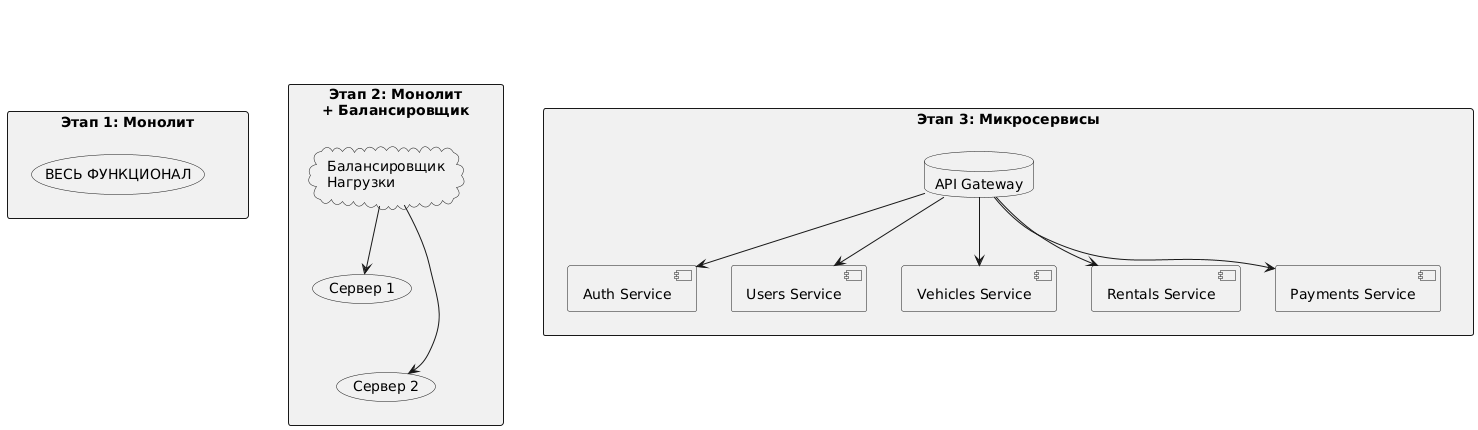 Этап 1: Монолит
ВЕСЬ ФУНКЦИОНАЛ
Этап 2: Монолит
+ Балансировщик
Балансировщик
Нагрузки
Сервер 1
Сервер 2
Этап 3: Микросервисы
API Gateway
Auth Service
Users Service
Vehicles Service
Rentals Service
Payments Service